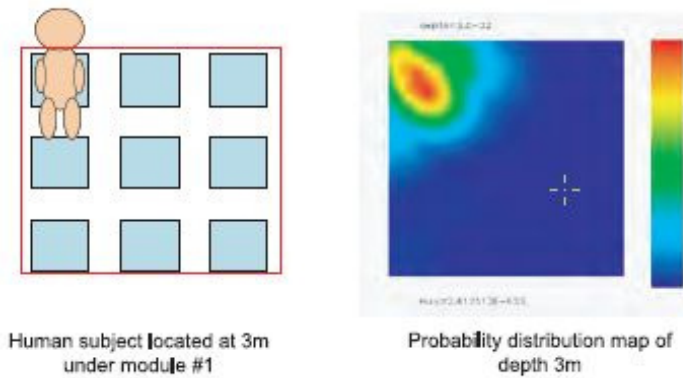 Human subject located at 3m
under module #1
Probability distribution map of
depth 3m